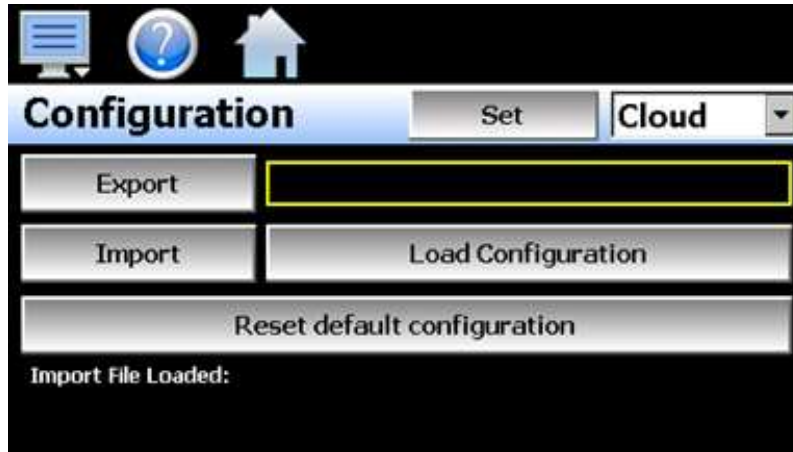 ?
Configuration Set Cloud
Export
Import Load Configuration
Reset default configuration
Import File Loaded: